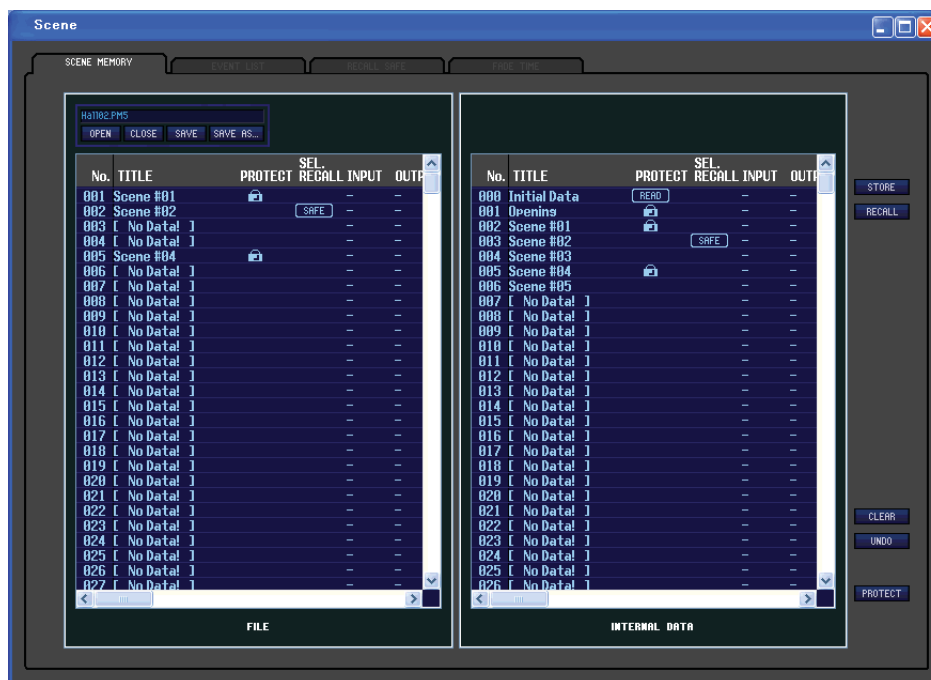 Scene
SCENE MEMORY EVENT LIST RECALL SAFE FADE TIME
Hall02.PM5
OPEN CLOSE SAVE SAVE AS...
No. TITLE PROTECT SEL. RECALL INPUT OUTP
001 Scene #01 –  –
002 Scene #02 SAFE – –
003 [ No Data! ] – –
004 [ No Data! ] – –
005 Scene #04 – –
006 [ No Data! ] – –
007 [ No Data! ] – –
008 [ No Data! ] – –
009 [ No Data! ] – –
010 [ No Data! ] – –
011 [ No Data! ] – –
012 [ No Data! ] – –
013 [ No Data! ] – –
014 [ No Data! ] – –
015 [ No Data! ] – –
016 [ No Data! ] – –
017 [ No Data! ] – –
018 [ No Data! ] – –
019 [ No Data! ] – –
020 [ No Data! ] – –
021 [ No Data! ] – –
022 [ No Data! ] – –
023 [ No Data! ] – –
024 [ No Data! ] – –
025 [ No Data! ] – –
026 [ No Data! ] – –
027 [ No Data! ] – –
FILE
No. TITLE PROTECT SEL. RECALL INPUT OUTP
000 Initial Data READ – –
001 Opening – –
002 Scene #01 – –
003 Scene #02 SAFE – –
004 Scene #03 – –
005 Scene #04 – –
006 Scene #05 – –
007 [ No Data! ] – –
008 [ No Data! ] – –
009 [ No Data! ] – –
010 [ No Data! ] – –
011 [ No Data! ] – –
012 [ No Data! ] – –
013 [ No Data! ] – –
014 [ No Data! ] – –
015 [ No Data! ] – –
016 [ No Data! ] – –
017 [ No Data! ] – –
018 [ No Data! ] – –
019 [ No Data! ] – –
020 [ No Data! ] – –
021 [ No Data! ] – –
022 [ No Data! ] – –
023 [ No Data! ] – –
024 [ No Data! ] – –
025 [ No Data! ] – –
026 [ No Data! ] – –
INTERNAL DATA
STORE
RECALL
CLEAR
UNDO
PROTECT